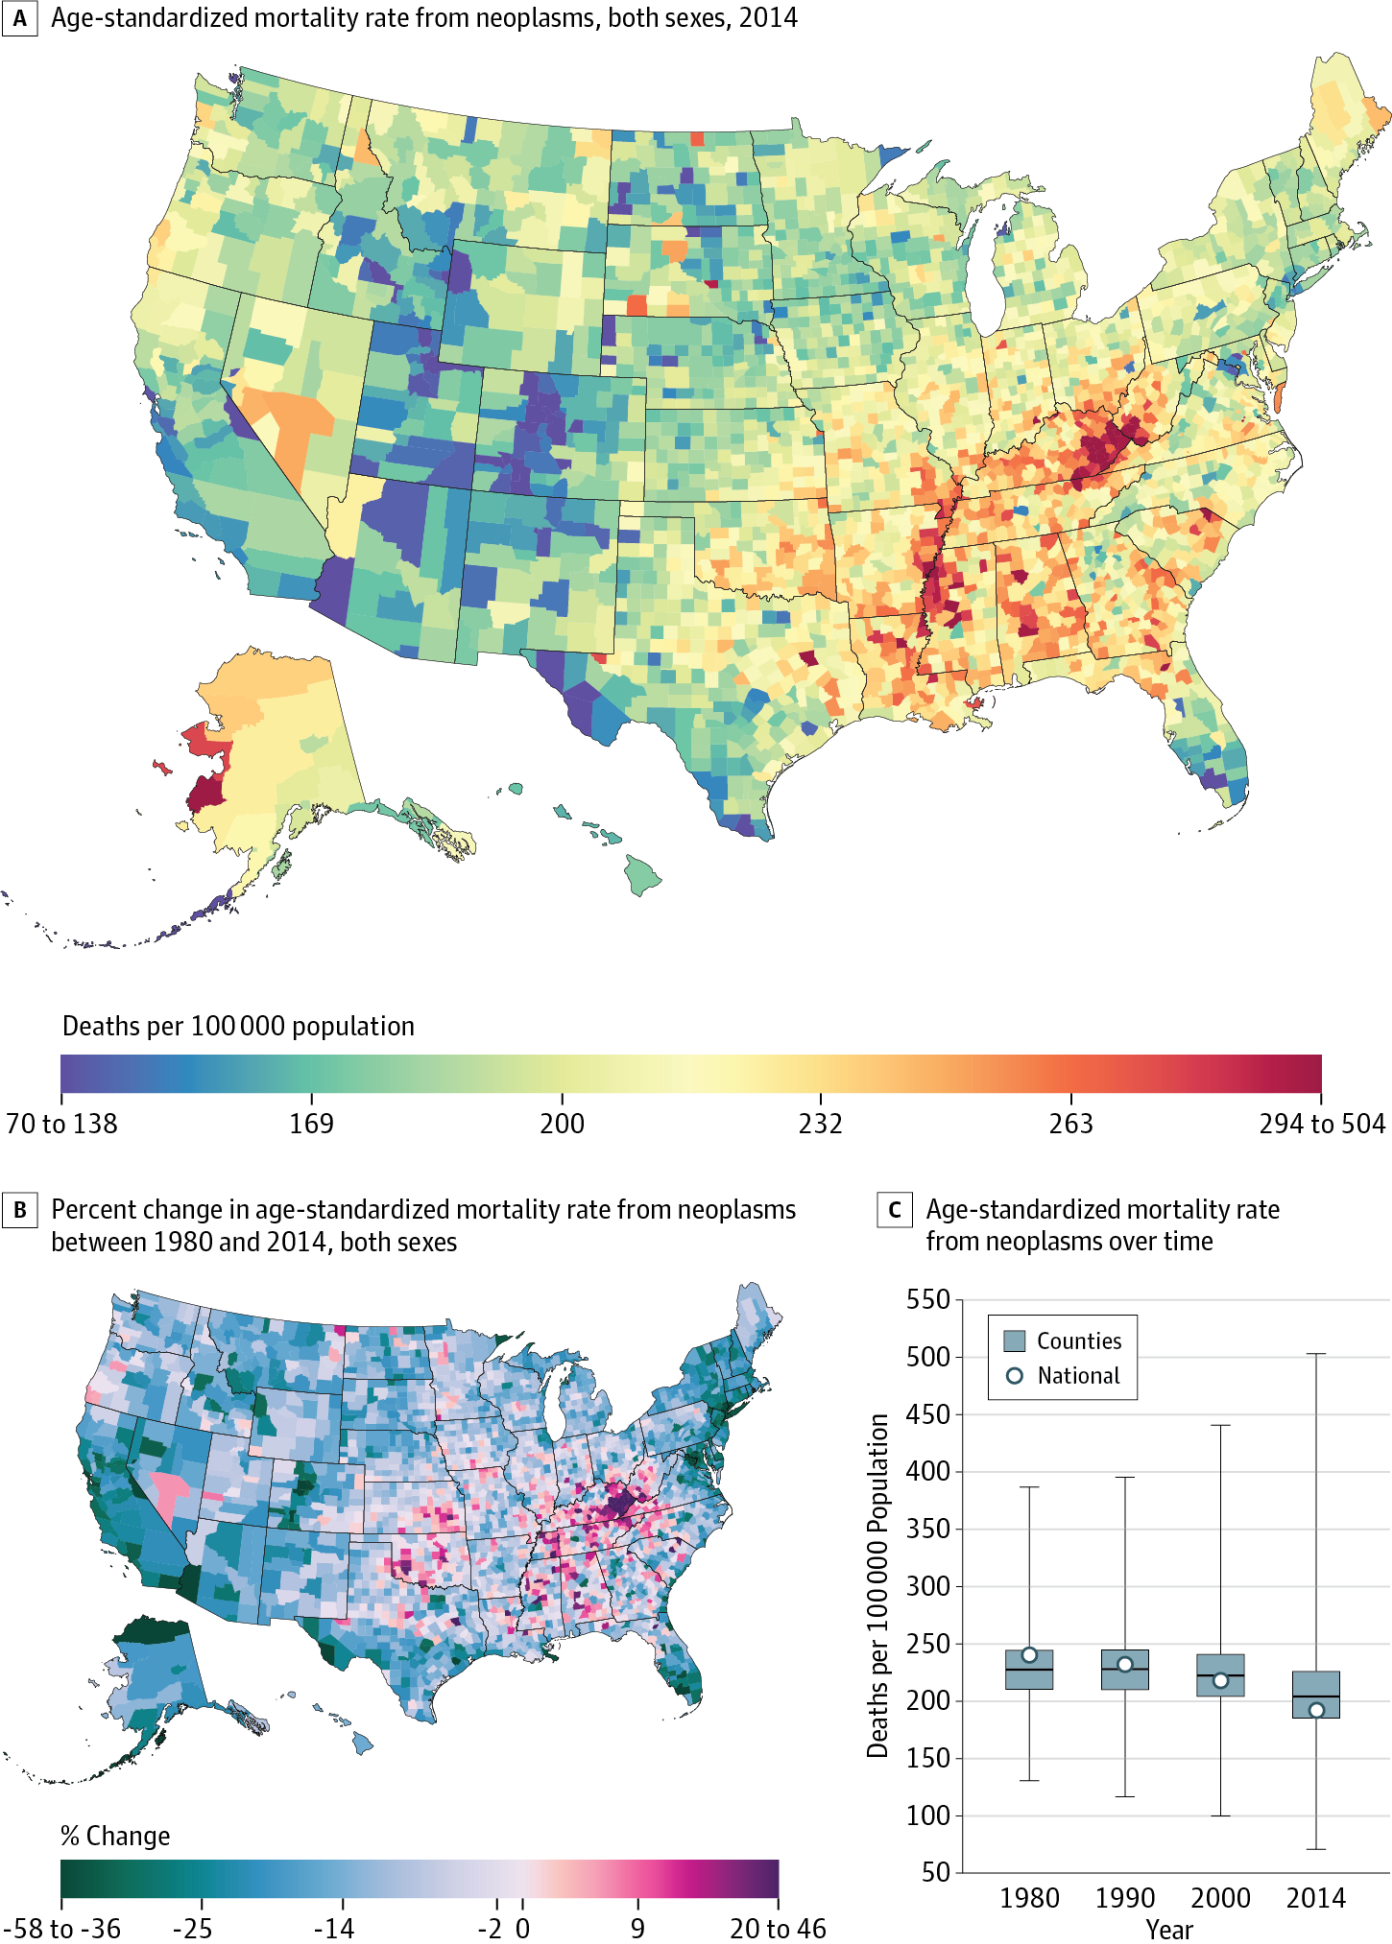 A Age-standardized mortality rate from neoplasms, both sexes, 2014
Deaths per 100 000 population
70 to 138 169 200 232 263 294 to 504
B Percent change in age-standardized mortality rate from neoplasms
between 1980 and 2014, both sexes
% Change
-58 to -36 -25 -14 -2 0 9 20 to 46
C Age-standardized mortality rate
from neoplasms over time
Deaths per 100 000 Population
550
500
450
400
350
300
250
200
150
100
50
Counties
National
1980 1990 2000 2014
Year